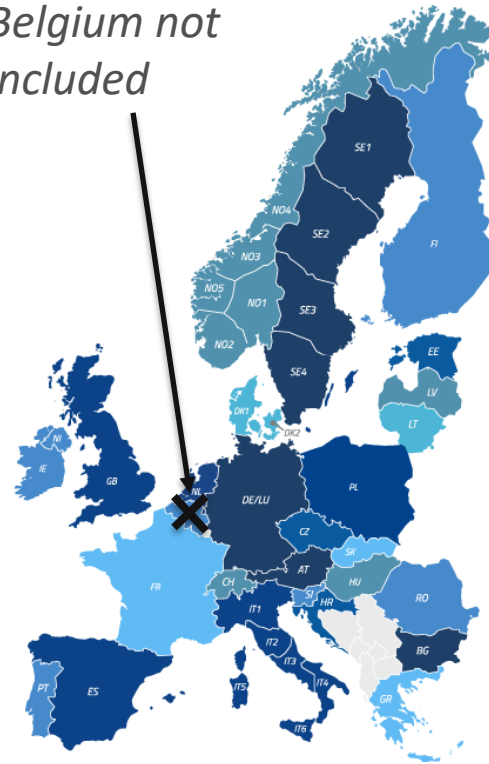 Belgium not
included
SE1
NO4
SE2
FI
NO3
NO5
NO1
SE3
NO2
EE
SE4
LV
DK1
LT
DK2
NI
IE
GB
NL
DE/LU
PL
CZ
SK
FR
AT
CH
HU
SI
RO
IT1
HR
IT2
BG
IT3
PT
ES
IT5
IT4
GR
IT6